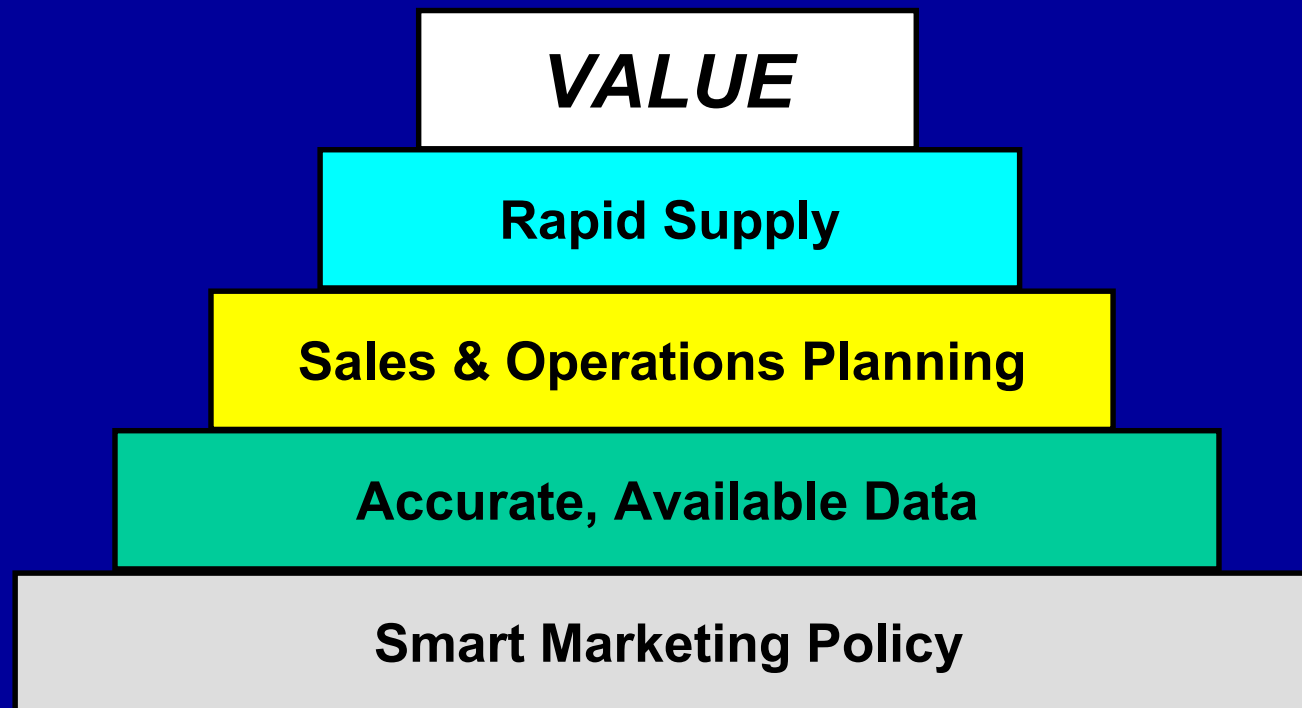 VALUE
Rapid Supply
Sales & Operations Planning
Accurate, Available Data
Smart Marketing Policy